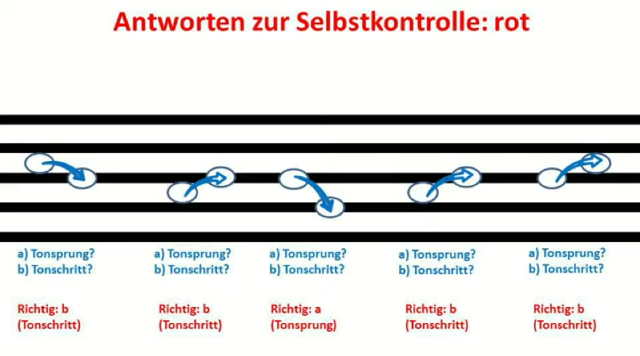 Antworten zur Selbstkontrolle: rot
a) Tonsprung?
b) Tonschritt?
Richtig: b
(Tonschritt)
a) Tonsprung?
b) Tonschritt?
Richtig: b
(Tonschritt)
a) Tonsprung?
b) Tonschritt?
Richtig: a
(Tonsprung)
a) Tonsprung?
b) Tonschritt?
Richtig: b
(Tonschritt)
a) Tonsprung?
b) Tonschritt?
Richtig: b
(Tonschritt)